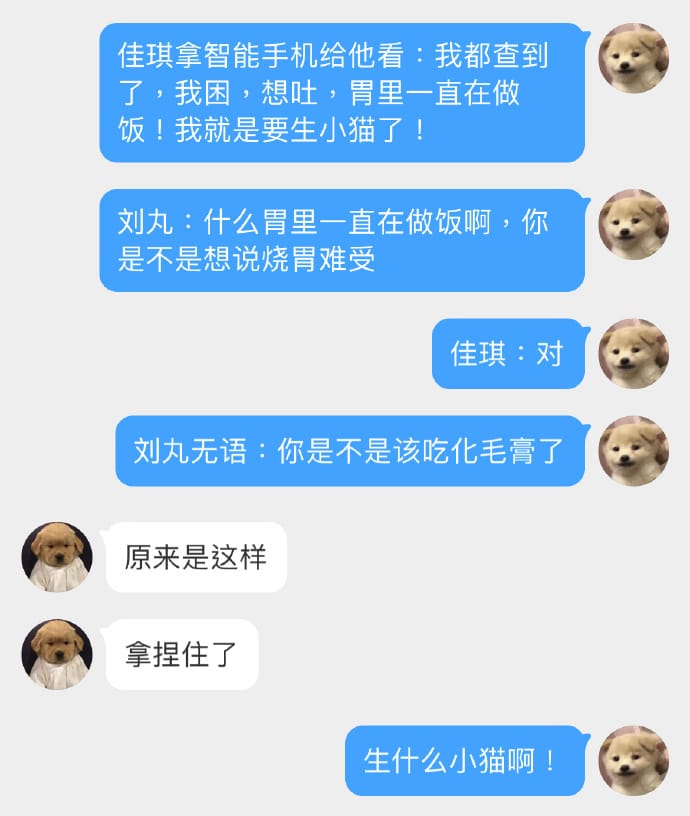 佳琪拿智能手机给他看：我都查到
了，我困，想吐，胃里一直在做
饭！我就是要生小猫了！
刘丸：什么胃里一直在做饭啊，你
是不是想说烧胃难受
佳琪：对
刘丸无语：你是不是该吃化毛膏了
原来是这样
拿捏住了
生什么小猫啊！